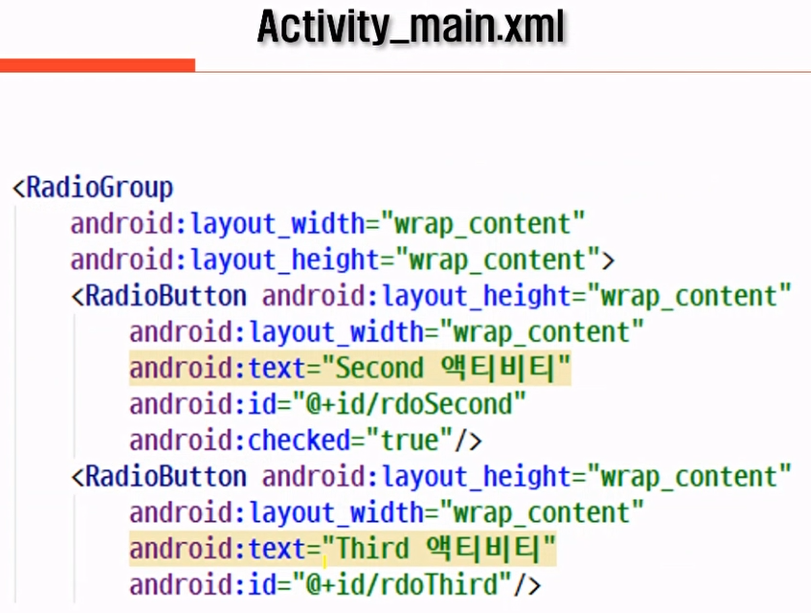 Activity_main.xml
<RadioGroup
android:layout_width="wrap_content"
android:layout_height="wrap_content">
<RadioButton android:layout_height="wrap_content"
android:layout_width="wrap_content"
android:text="Second 액티비티"
android:id="@+id/rdoSecond"
android:checked="true"/>
<RadioButton android:layout_height="wrap_content"
android:layout_width="wrap_content"
android:text="Third 액티비티"
android:id="@+id/rdoThird"/>